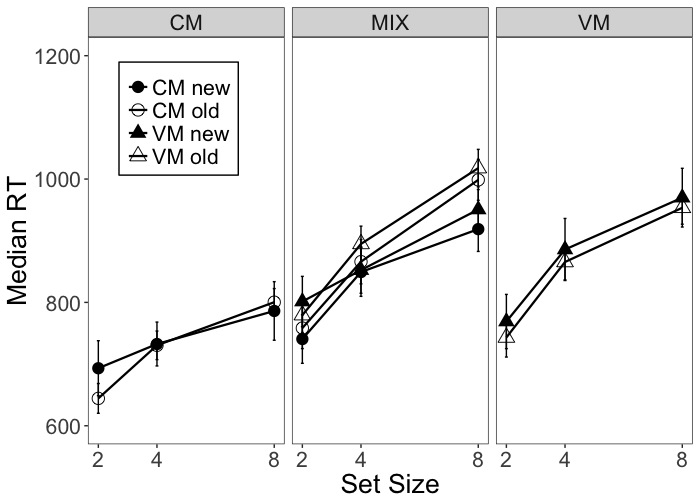 CM MIX VM
1200
1000
800
600
Median RT
CM new
CM old
VM new
VM old
2 4 8 2 4 8 2 4 8
Set Size